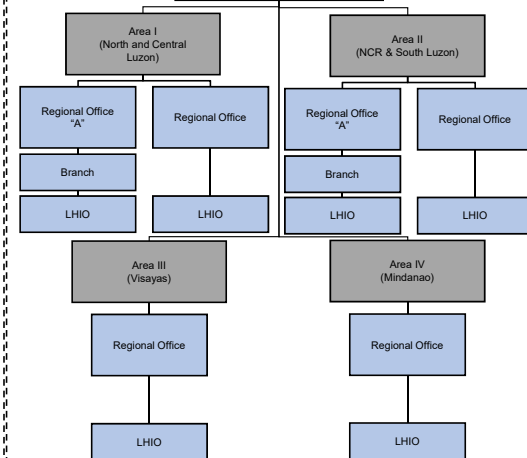 Area I
(North and Central
Luzon)
Area II
(NCR & South Luzon)
Regional Office
“A”
Regional Office
Regional Office
“A”
Regional Office
Branch
Branch
LHIO
LHIO
LHIO
LHIO
Area III
(Visayas)
Area IV
(Mindanao)
Regional Office
Regional Office
LHIO
LHIO